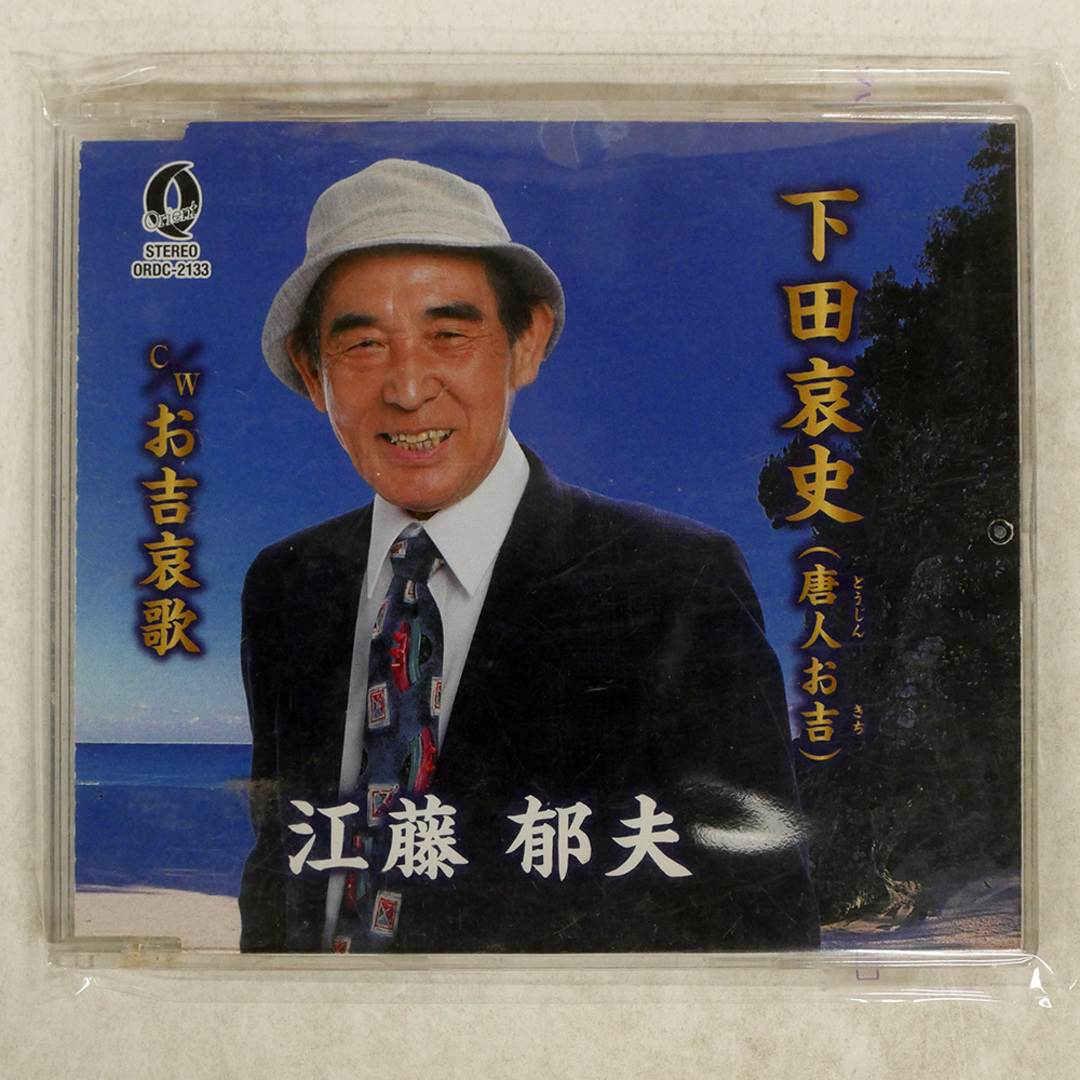 Orient
STEREO
ORDC-2133
下田哀史(唐人お吉)
とうじん
きち
C/W
お吉哀歌
江藤 郁夫